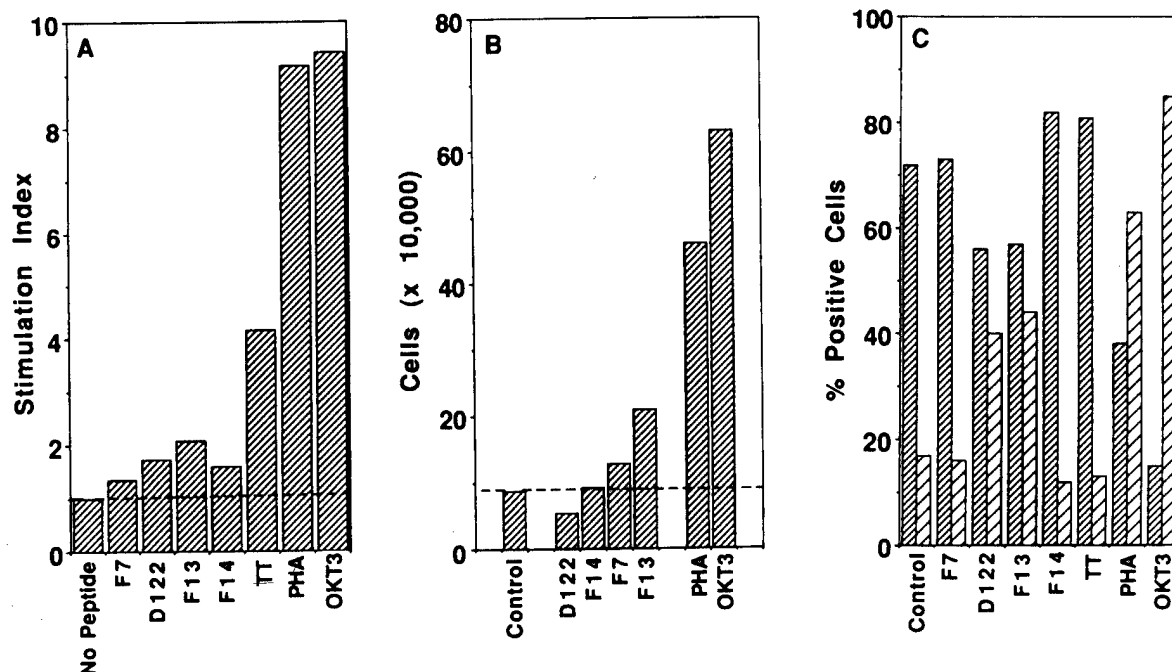 A
Stimulation Index
10
8
6
4
2
0
No Peptide
F7
D122
F13
F14
TT
PHA
OKT3
B
Cells (x 10,000)
80
60
40
20
0
Control
D122
F14
F7
F13
PHA
OKT3
C
% Positive Cells
100
80
60
40
20
0
Control
F7
D122
F13
F14
TT
PHA
OKT3